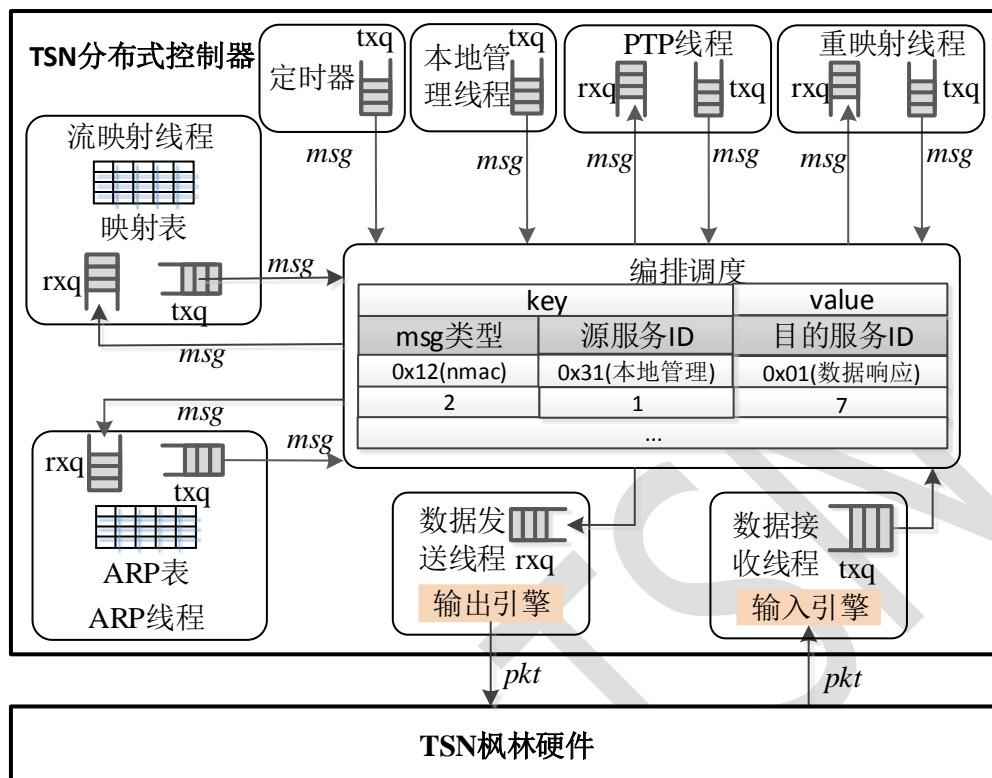 TSN分布式控制器
定时器
txq
msg
本地管
理线程
txq
msg
PTP线程
rxq
txq
msg
msg
重映射线程
rxq
txq
msg
msg
流映射线程
映射表
rxq
txq
msg
msg
编排调度
key
value
msg类型
源服务ID
目的服务ID
0x12(nmac)
0x31(本地管理)
0x01(数据响应)
2
1
7
...
msg
rxq
txq
msg
ARP表
ARP线程
数据发
送线程
rxq
输出引擎
数据接
收线程
txq
输入引擎
pkt
pkt
TSN枫林硬件
TSN